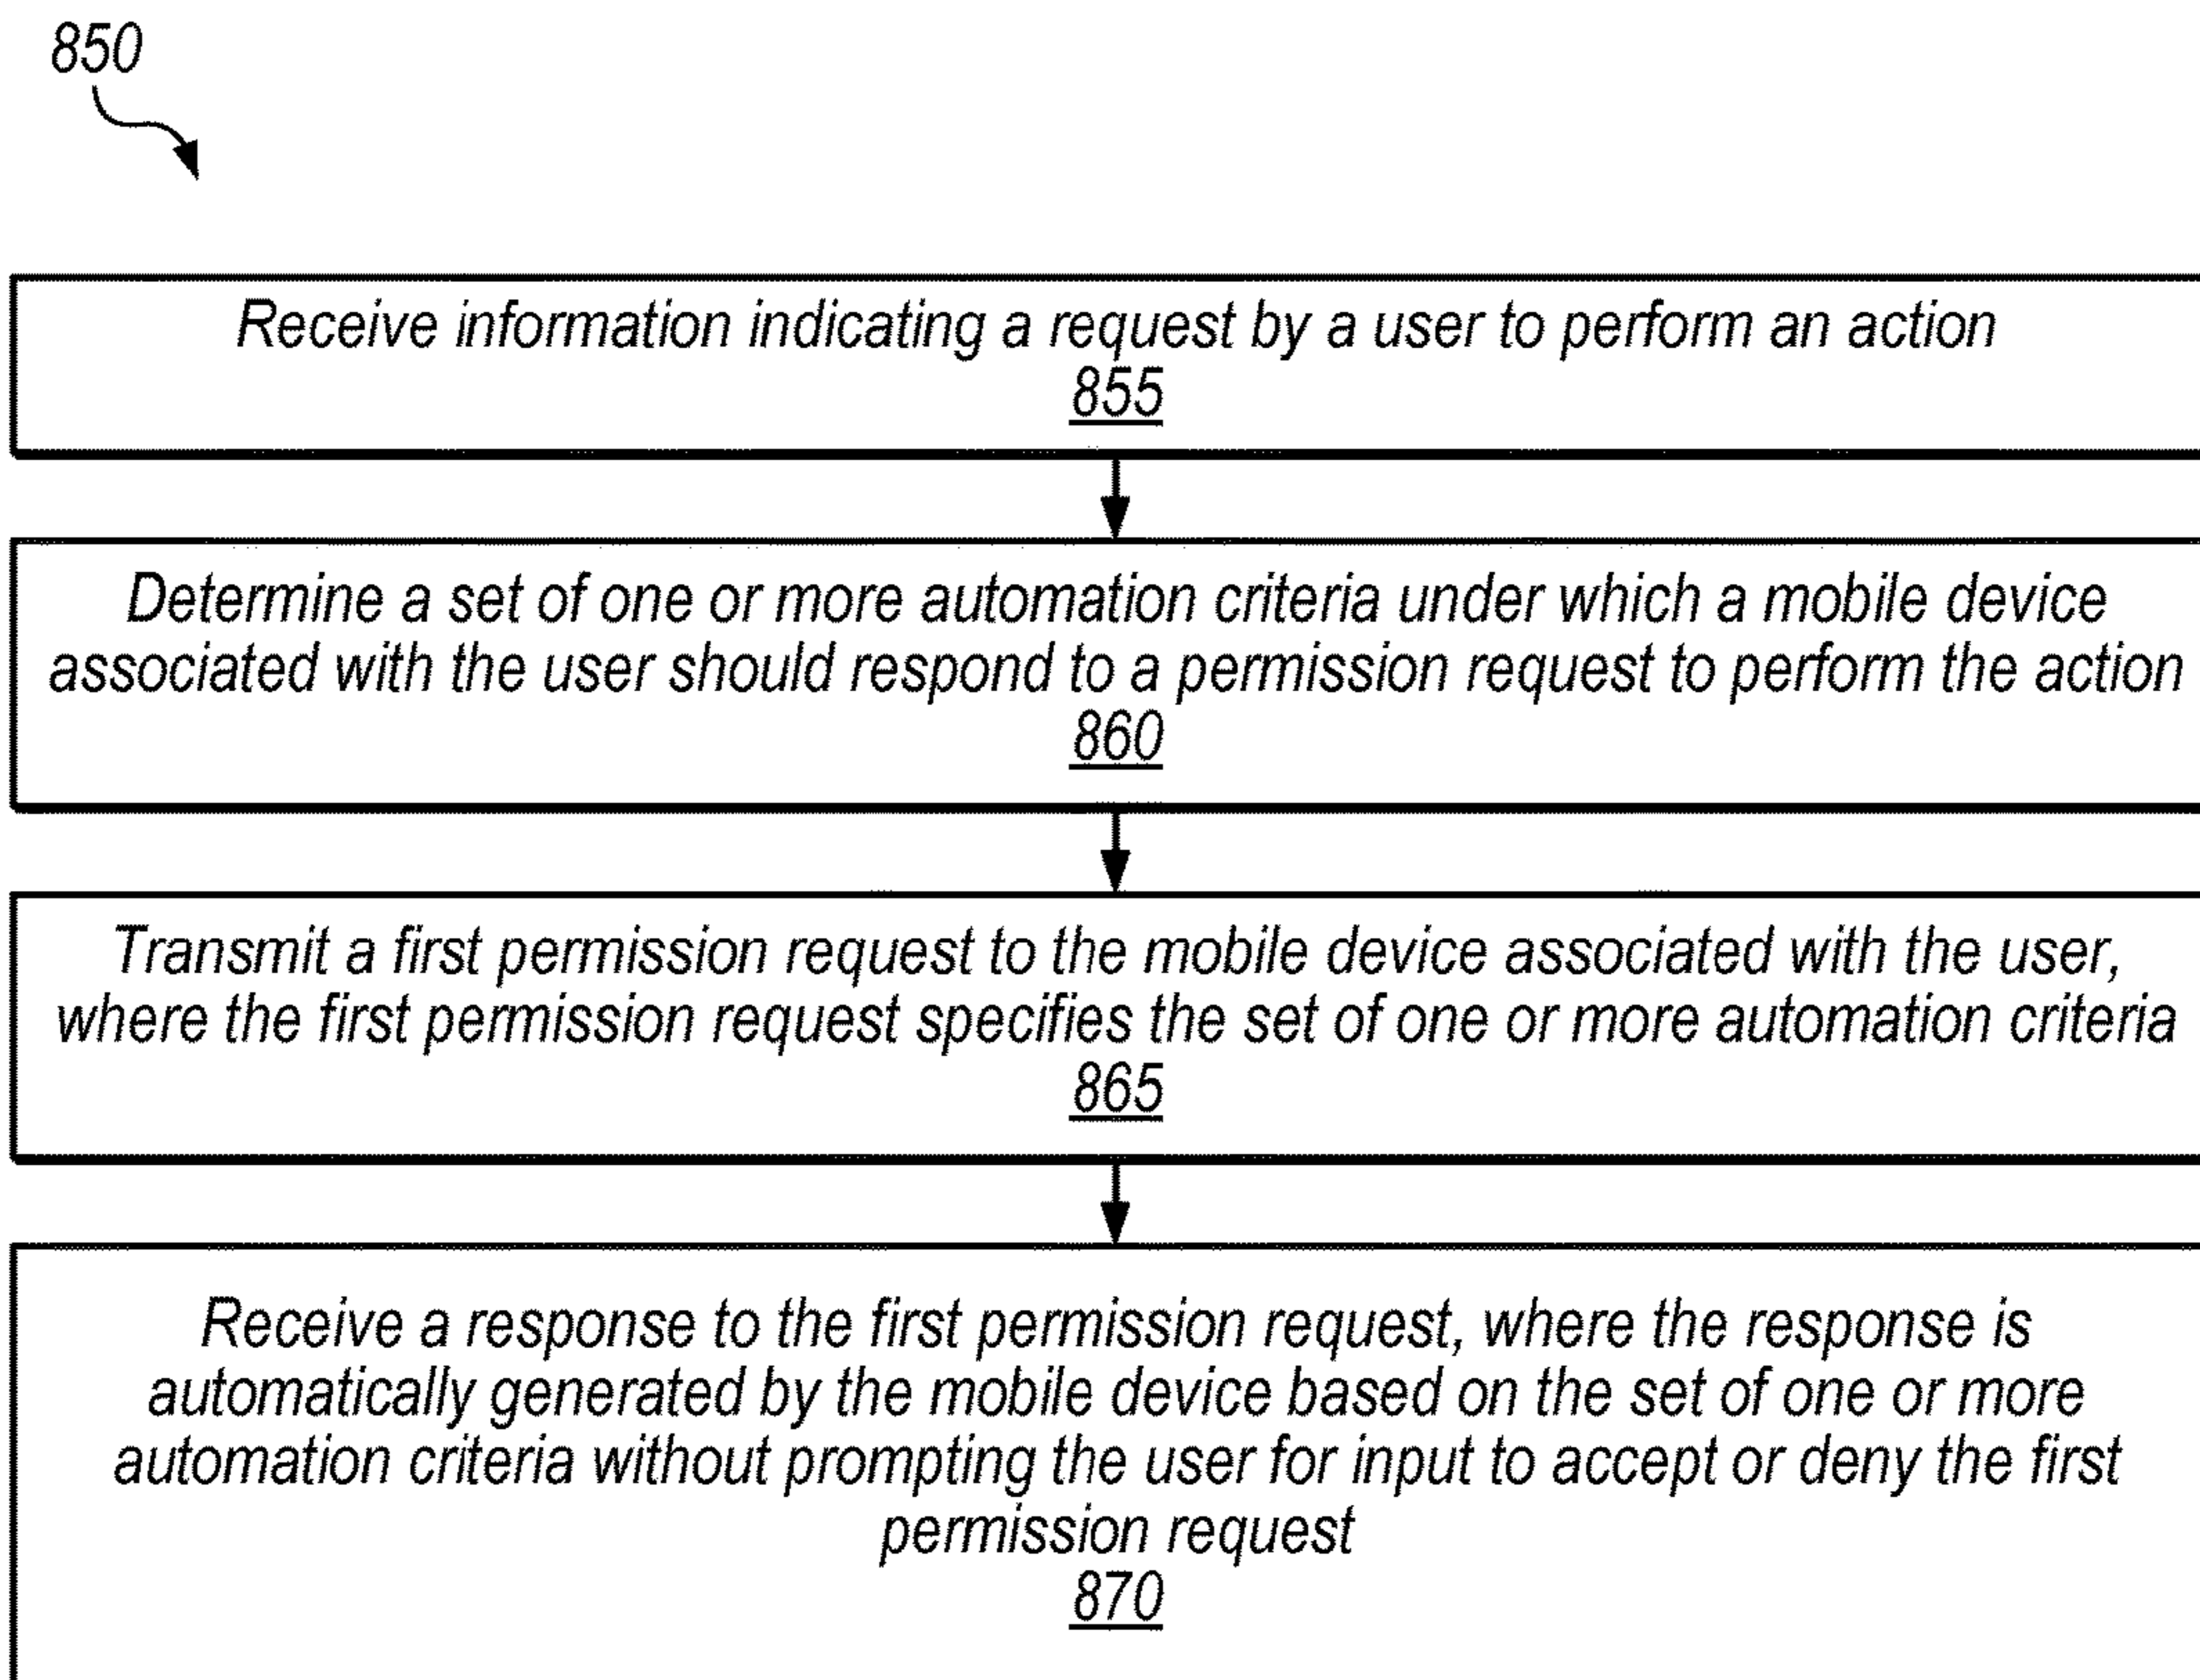 850
Receive information indicating a request by a user to perform an action
855
Determine a set of one or more automation criteria under which a mobile device
associated with the user should respond to a permission request to perform the action
860
Transmit a first permission request to the mobile device associated with the user,
where the first permission request specifies the set of one or more automation criteria
865
Receive a response to the first permission request, where the response is
automatically generated by the mobile device based on the set of one or more
automation criteria without prompting the user for input to accept or deny the first
permission request
870